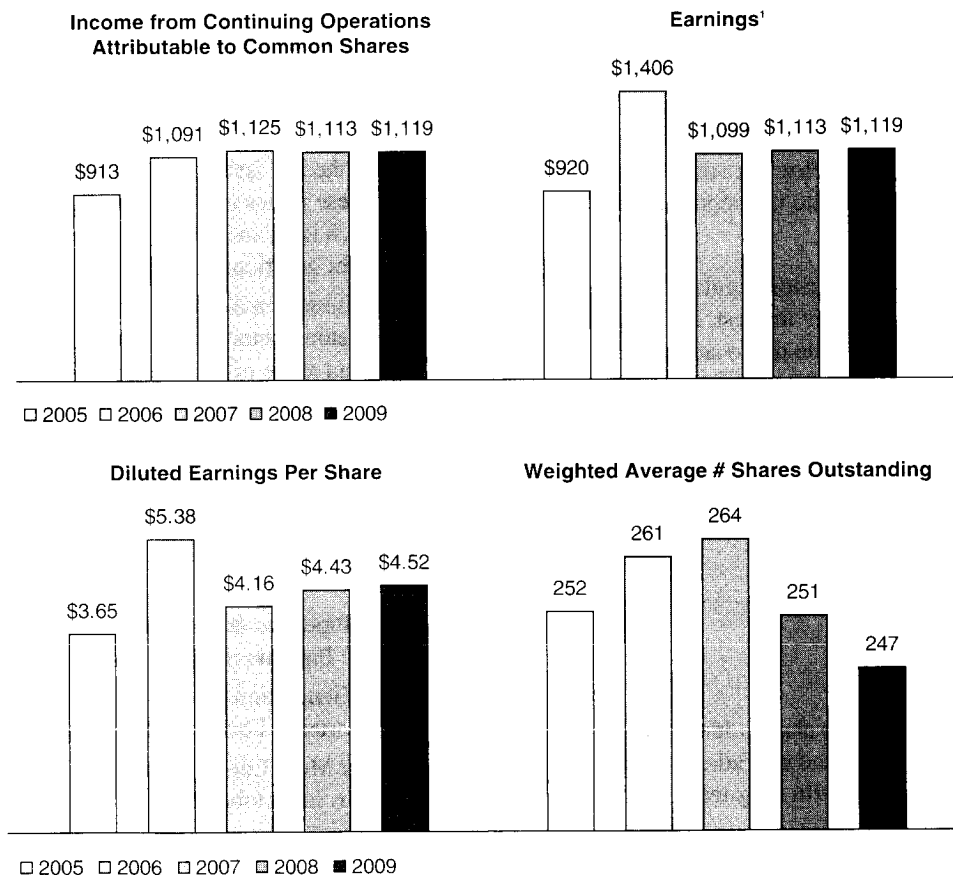 Income from Continuing Operations
Attributable to Common Shares
$913
$1,091
$1,125
$1,113
$1,119
Earnings¹
$920
$1,406
$1,099
$1,113
$1,119
□ 2005 □ 2006 □ 2007 □ 2008 ■ 2009
Diluted Earnings Per Share
$3.65
$5.38
$4.16
$4.43
$4.52
Weighted Average # Shares Outstanding
252
261
264
251
247
□ 2005 □ 2006 □ 2007 □ 2008 ■ 2009